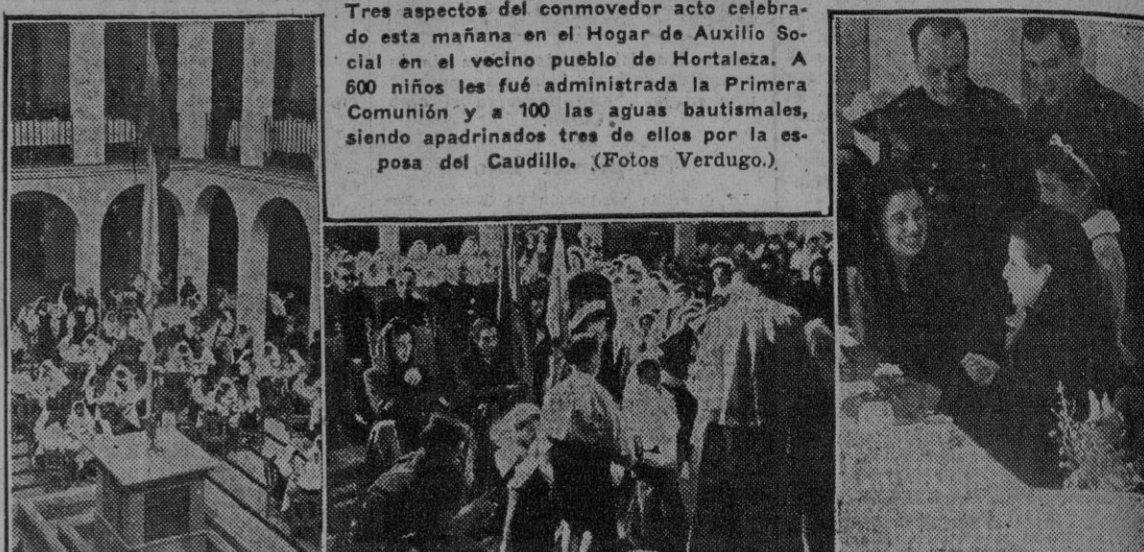 Tres aspectos del conmovedor acto celebra-
do esta mañana en el Hogar de Auxilio So-
cial en el vecino pueblo de Hortaleza. A
600 niños les fué administrada la Primera
Comunión y a 100 las aguas bautismales,
siendo apadrinados tres de ellos por la es-
posa del Caudillo. (Fotos Verdugo.)